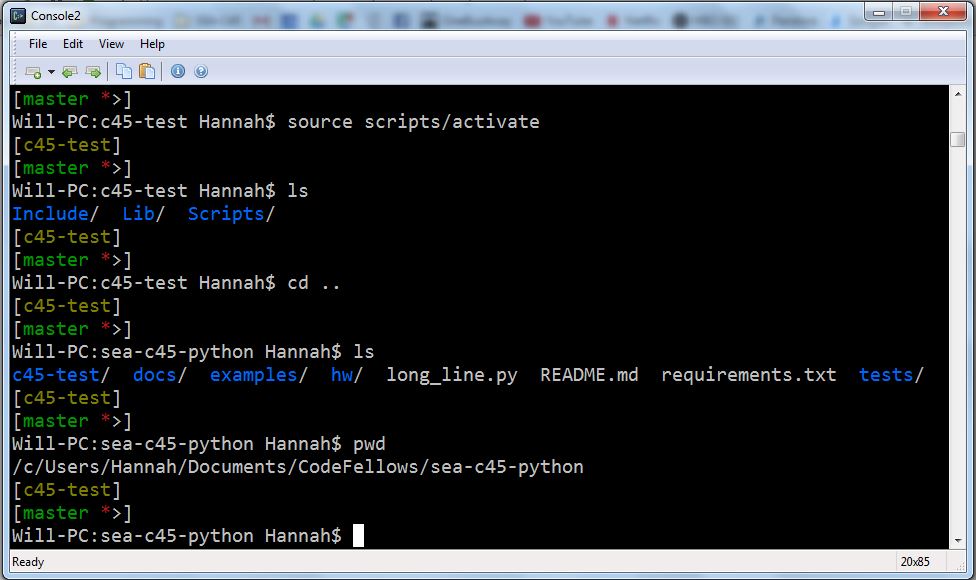 Console2
File Edit View Help
[master *>]
Will-PC:c45-test Hannah$ source scripts/activate
[c45-test]
[master *>]
Will-PC:c45-test Hannah$ ls
Include/ Lib/ Scripts/
[c45-test]
[master *>]
Will-PC:c45-test Hannah$ cd ..
[c45-test]
[master *>]
Will-PC:sea-c45-python Hannah$ ls
c45-test/ docs/ examples/ hw/ long_line.py README.md requirements.txt tests/
[c45-test]
[master *>]
Will-PC:sea-c45-python Hannah$ pwd
/c/Users/Hannah/Documents/CodeFellows/sea-c45-python
[c45-test]
[master *>]
Will-PC:sea-c45-python Hannah$
Ready 20x85